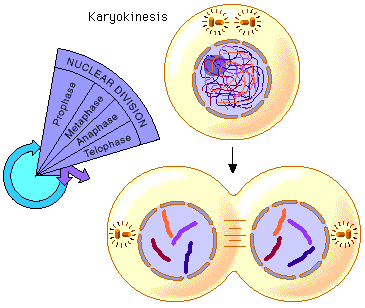 Karyokinesis
NUCLEAR DIVISION
Prophase
Metaphase
Anaphase
Telophase